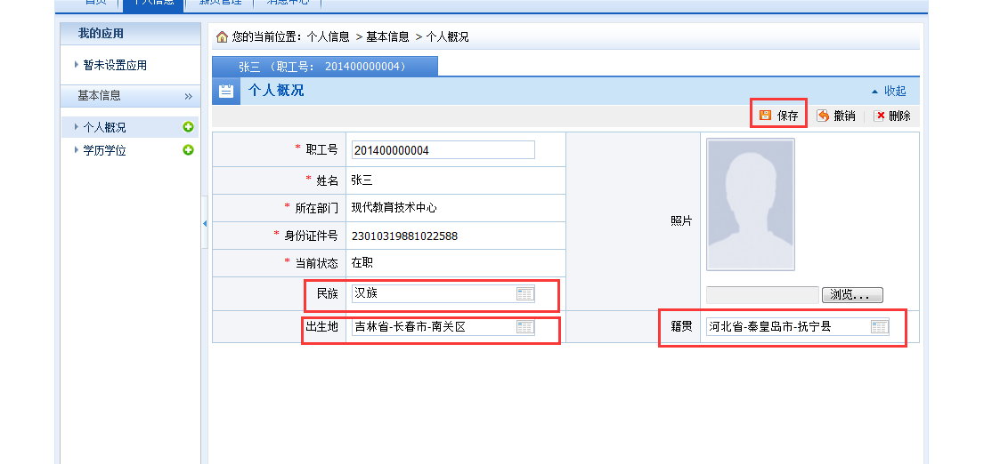 首页 个人信息 薪资管理 消息中心
我的应用
暂未设置应用
基本信息 »
个人概况
学历学位
您的当前位置：个人信息 > 基本信息 > 个人概况
张三 （职工号： 201400000004）
个人概况
收起
保存 撤销 删除
* 职工号 201400000004
* 姓名 张三
* 所在部门 现代教育技术中心
* 身份证件号 23010319881022588
* 当前状态 在职
照片
民族 汉族
浏览...
出生地 吉林省-长春市-南关区
籍贯 河北省-秦皇岛市-抚宁县